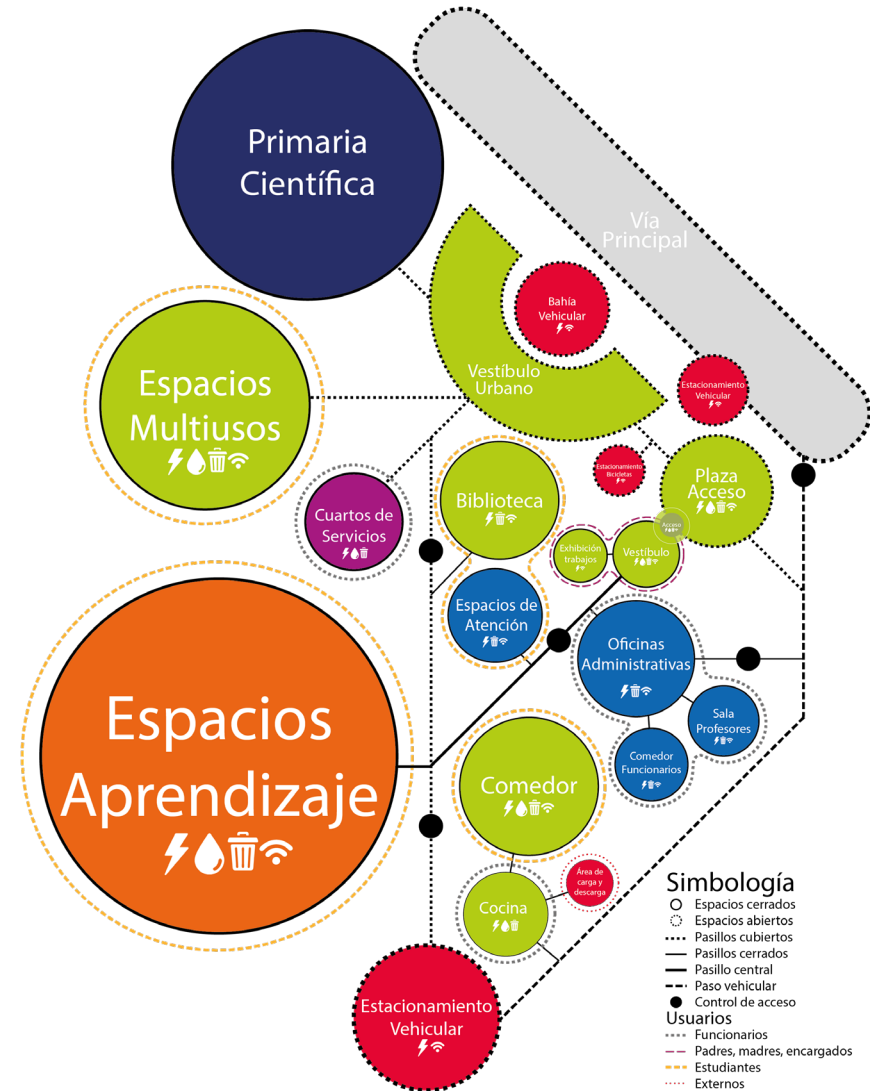 Primaria
Científica
Vía
Principal
Bahía
Vehicular
Vestíbulo
Urbano
Estacionamiento
Vehicular
Espacios
Multiusos
Estacionamiento
Bicicletas
Plaza
Acceso
Biblioteca
Cuartos de
Servicios
Acceso
Exhibición
trabajos
Vestíbulo
Espacios de
Atención
Oficinas
Administrativas
Espacios
Aprendizaje
Sala
Profesores
Comedor
Funcionarios
Comedor
Área de
carga y
descarga
Cocina
Estacionamiento
Vehicular
Simbología
Espacios cerrados
Espacios abiertos
Pasillos cubiertos
Pasillos cerrados
Pasillo central
Paso vehicular
Control de acceso
Usuarios
Funcionarios
Padres, madres, encargados
Estudiantes
Externos